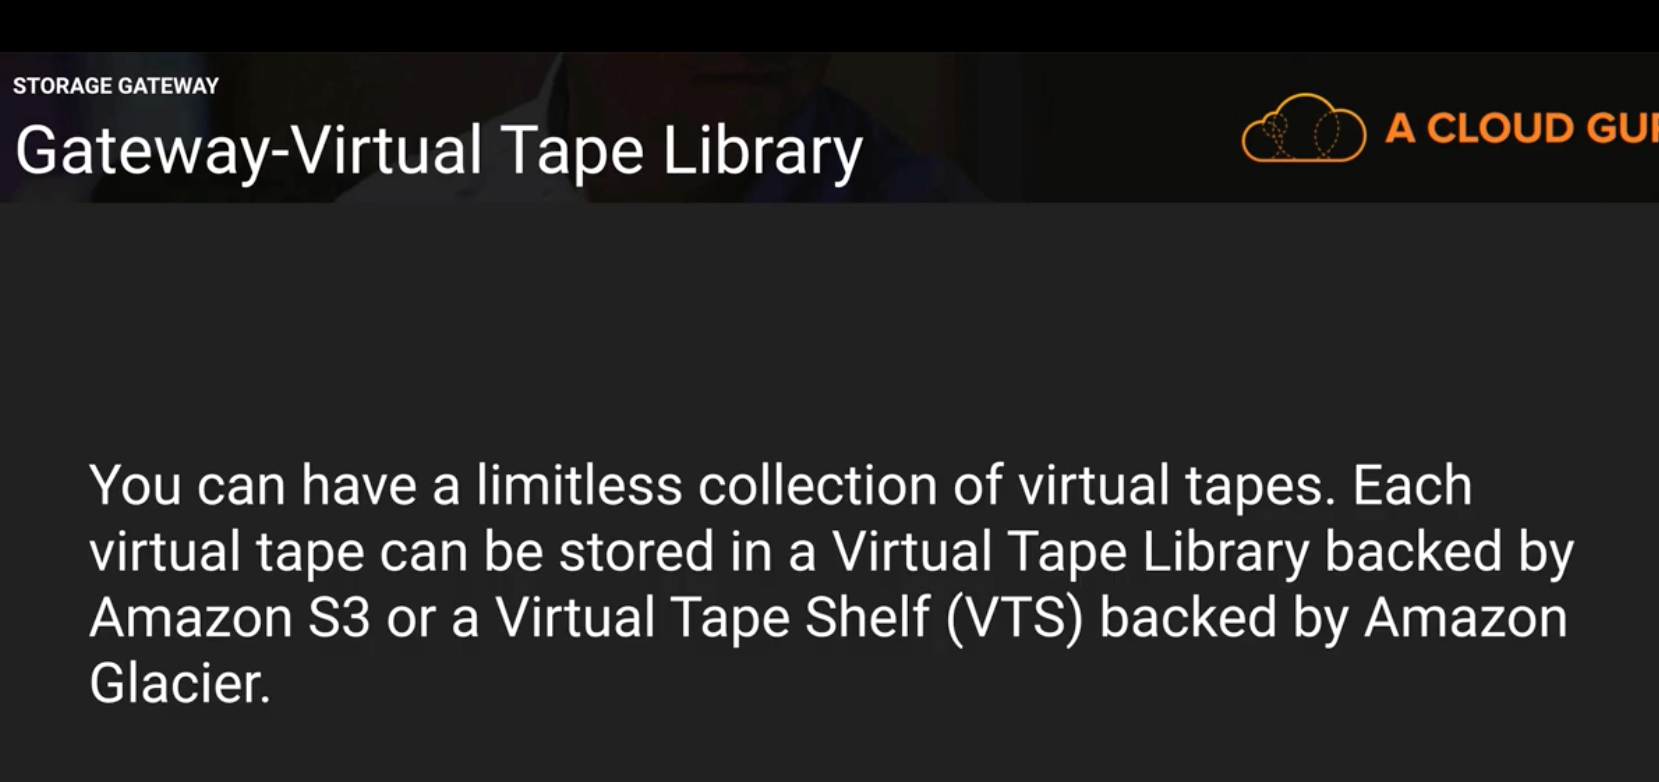 STORAGE GATEWAY
Gateway-Virtual Tape Library
A CLOUD
You can have a limitless collection of virtual tapes. Each
virtual tape can be stored in a Virtual Tape Library backed by
Amazon S3 or a Virtual Tape Shelf (VTS) backed by Amazon
Glacier.